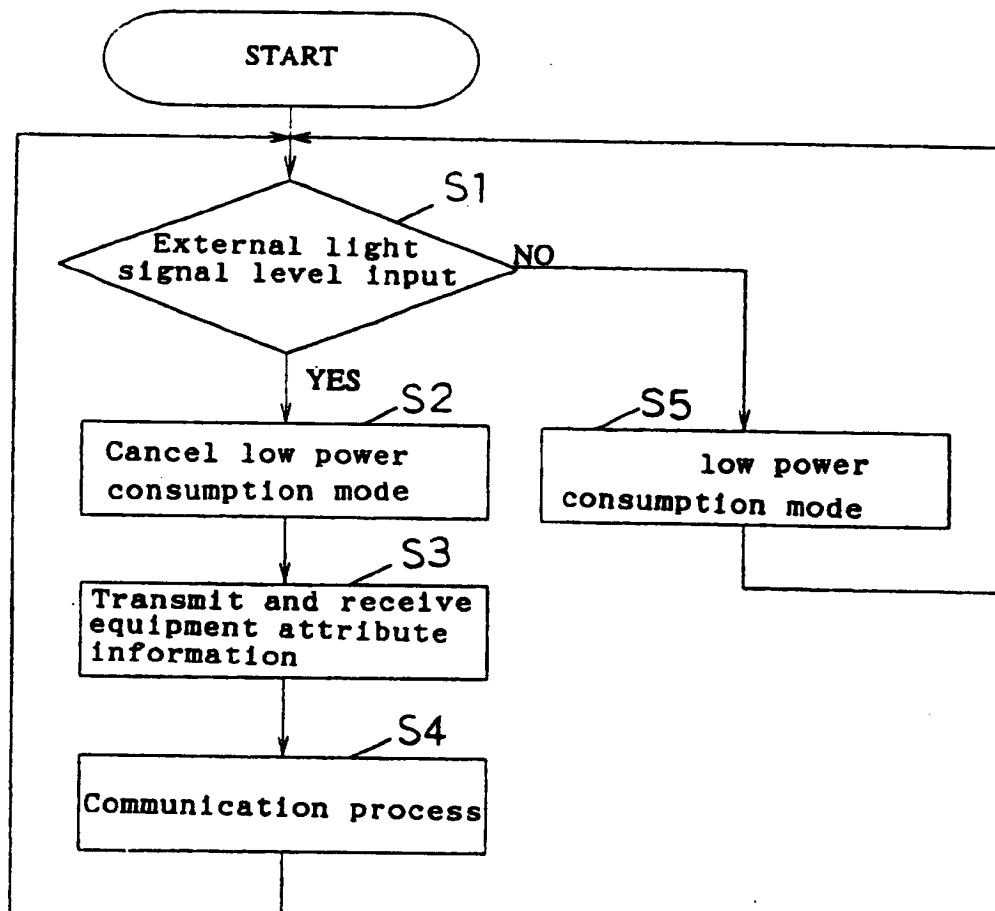 START
S1
External light
signal level input
NO
YES
S2
Cancel low power
consumption mode
S5
low power
consumption mode
S3
Transmit and receive
equipment attribute
information
S4
Communication process